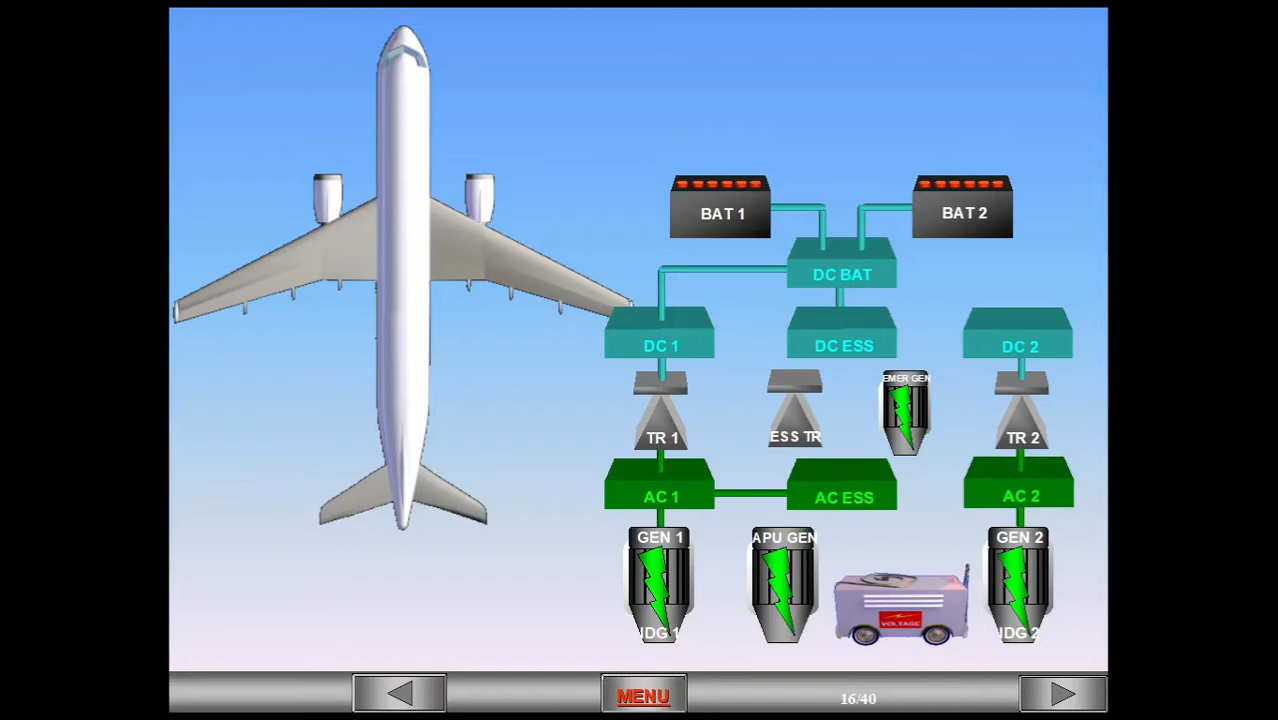 BAT 1
BAT 2
DC BAT
DC 1
DC ESS
DC 2
EMER GEN
TR 1
ESS TR
TR 2
AC 1
AC ESS
AC 2
GEN 1
APU GEN
GEN 2
VOLTAGE
IDG 1
IDG 2
MENU
16/40